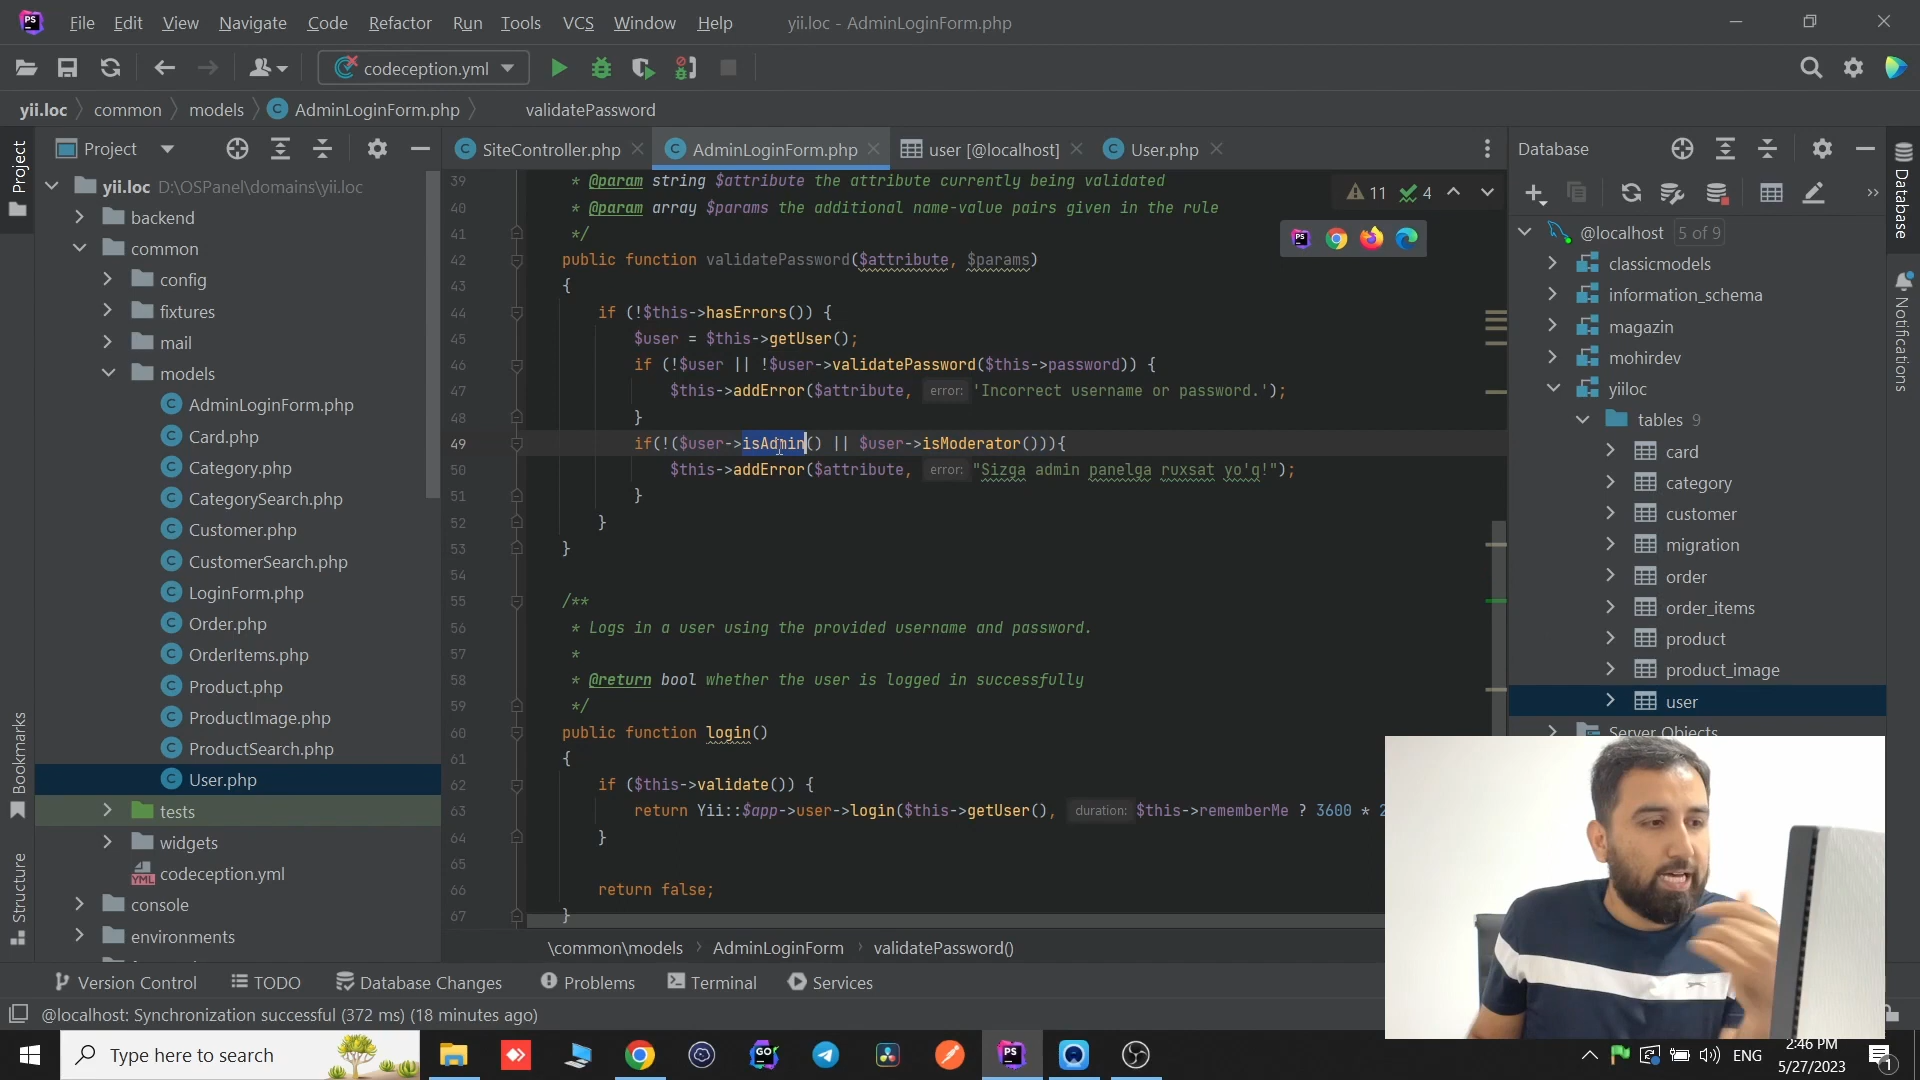 File Edit View Navigate Code Refactor Run Tools VCS Window Help yii.loc - AdminLoginForm.php
codeception.yml
yii.loc common models AdminLoginForm.php validatePassword
Project
SiteController.php AdminLoginForm.php user [@localhost] User.php
Database
yii.loc D:\OSPanel\domains\yii.loc
backend
common
config
fixtures
mail
models
AdminLoginForm.php
Card.php
Category.php
CategorySearch.php
Customer.php
CustomerSearch.php
LoginForm.php
Order.php
OrderItems.php
Product.php
ProductImage.php
ProductSearch.php
User.php
tests
widgets
codeception.yml
console
environments
11 4
39 * @param string $attribute the attribute currently being validated
40 * @param array $params the additional name-value pairs given in the rule
41 */
42 public function validatePassword($attribute, $params)
43 {
44 if (!$this->hasErrors()) {
45 $user = $this->getUser();
46 if (!$user || !$user->validatePassword($this->password)) {
47 $this->addError($attribute, error: 'Incorrect username or password.');
48 }
49 if(!($user->isAdmin() || $user->isModerator())){
50 $this->addError($attribute, error: "Sizga admin panelga ruxsat yo'q!");
51 }
52 }
53 }
54
55 /**
56 * Logs in a user using the provided username and password.
57 *
58 * @return bool whether the user is logged in successfully
59 */
60 public function login()
61 {
62 if ($this->validate()) {
63 return Yii::$app->user->login($this->getUser(), duration: $this->rememberMe ? 3600 * 2
64 }
65
66 return false;
67 }
\common\models AdminLoginForm validatePassword()
@localhost 5 of 9
classicmodels
information_schema
magazin
mohirdev
yiiloc
tables 9
card
category
customer
migration
order
order_items
product
product_image
user
Server Objects
Project
Bookmarks
Structure
Database
Notifications
Version Control TODO Database Changes Problems Terminal Services
@localhost: Synchronization successful (372 ms) (18 minutes ago)
Type here to search
ENG
2:46 PM
5/27/2023
1